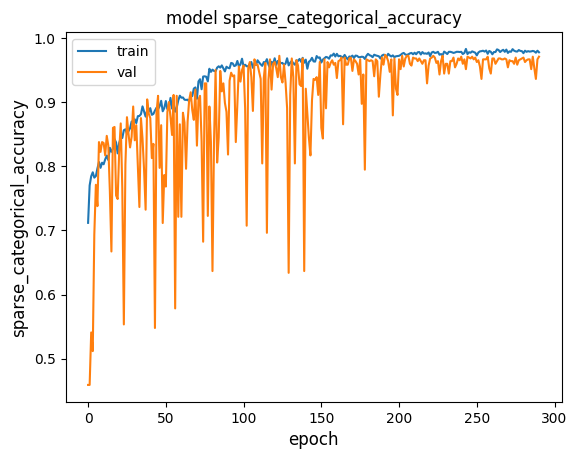 model sparse_categorical_accuracy
train
val
sparse_categorical_accuracy
1.0
0.9
0.8
0.7
0.6
0.5
0 50 100 150 200 250 300
epoch